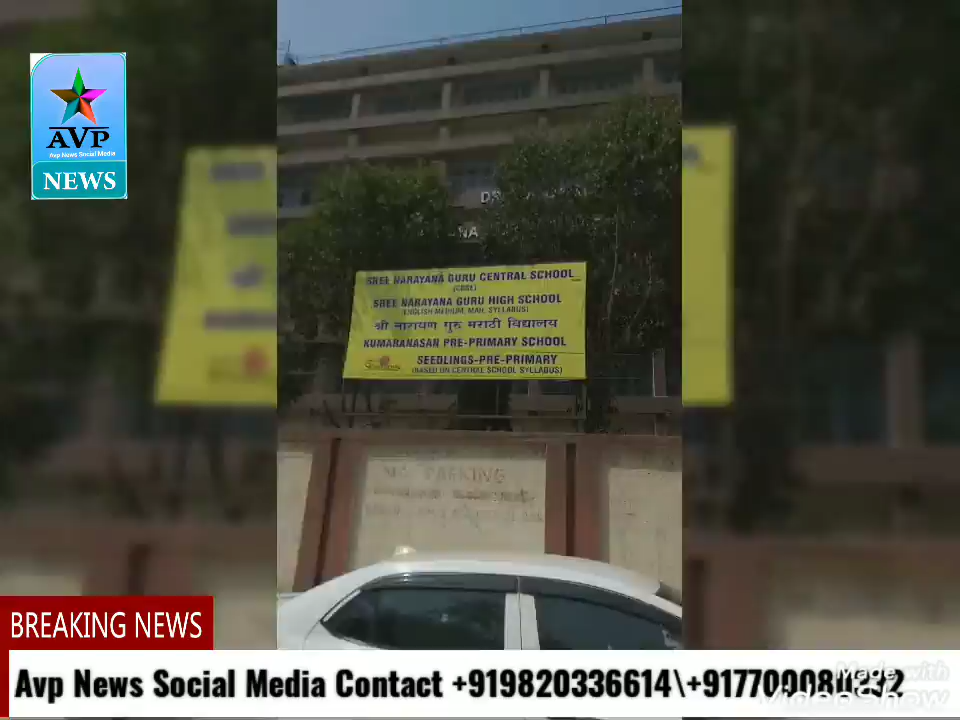 AVP
Avp News Social Media
NEWS
SREE NARAYANA GURU CENTRAL SCHOOL
(CBSE)
SREE NARAYANA GURU HIGH SCHOOL
(ENGLISH MEDIUM, MAH. SYLLABUS)
श्री नारायण गुरु मराठी विद्यालय
KUMARANASAN PRE-PRIMARY SCHOOL
SEEDLINGS-PRE-PRIMARY
(BASED ON CENTRAL SCHOOL SYLLABUS)
NO PARKING
BREAKING NEWS
Avp News Social Media Contact +919820336614\
Made with
VideoShow